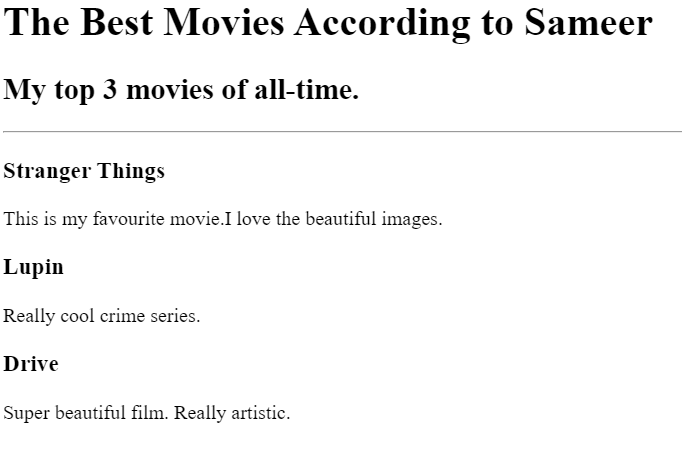 The Best Movies According to Sameer
My top 3 movies of all-time.
Stranger Things
This is my favourite movie.I love the beautiful images.
Lupin
Really cool crime series.
Drive
Super beautiful film. Really artistic.